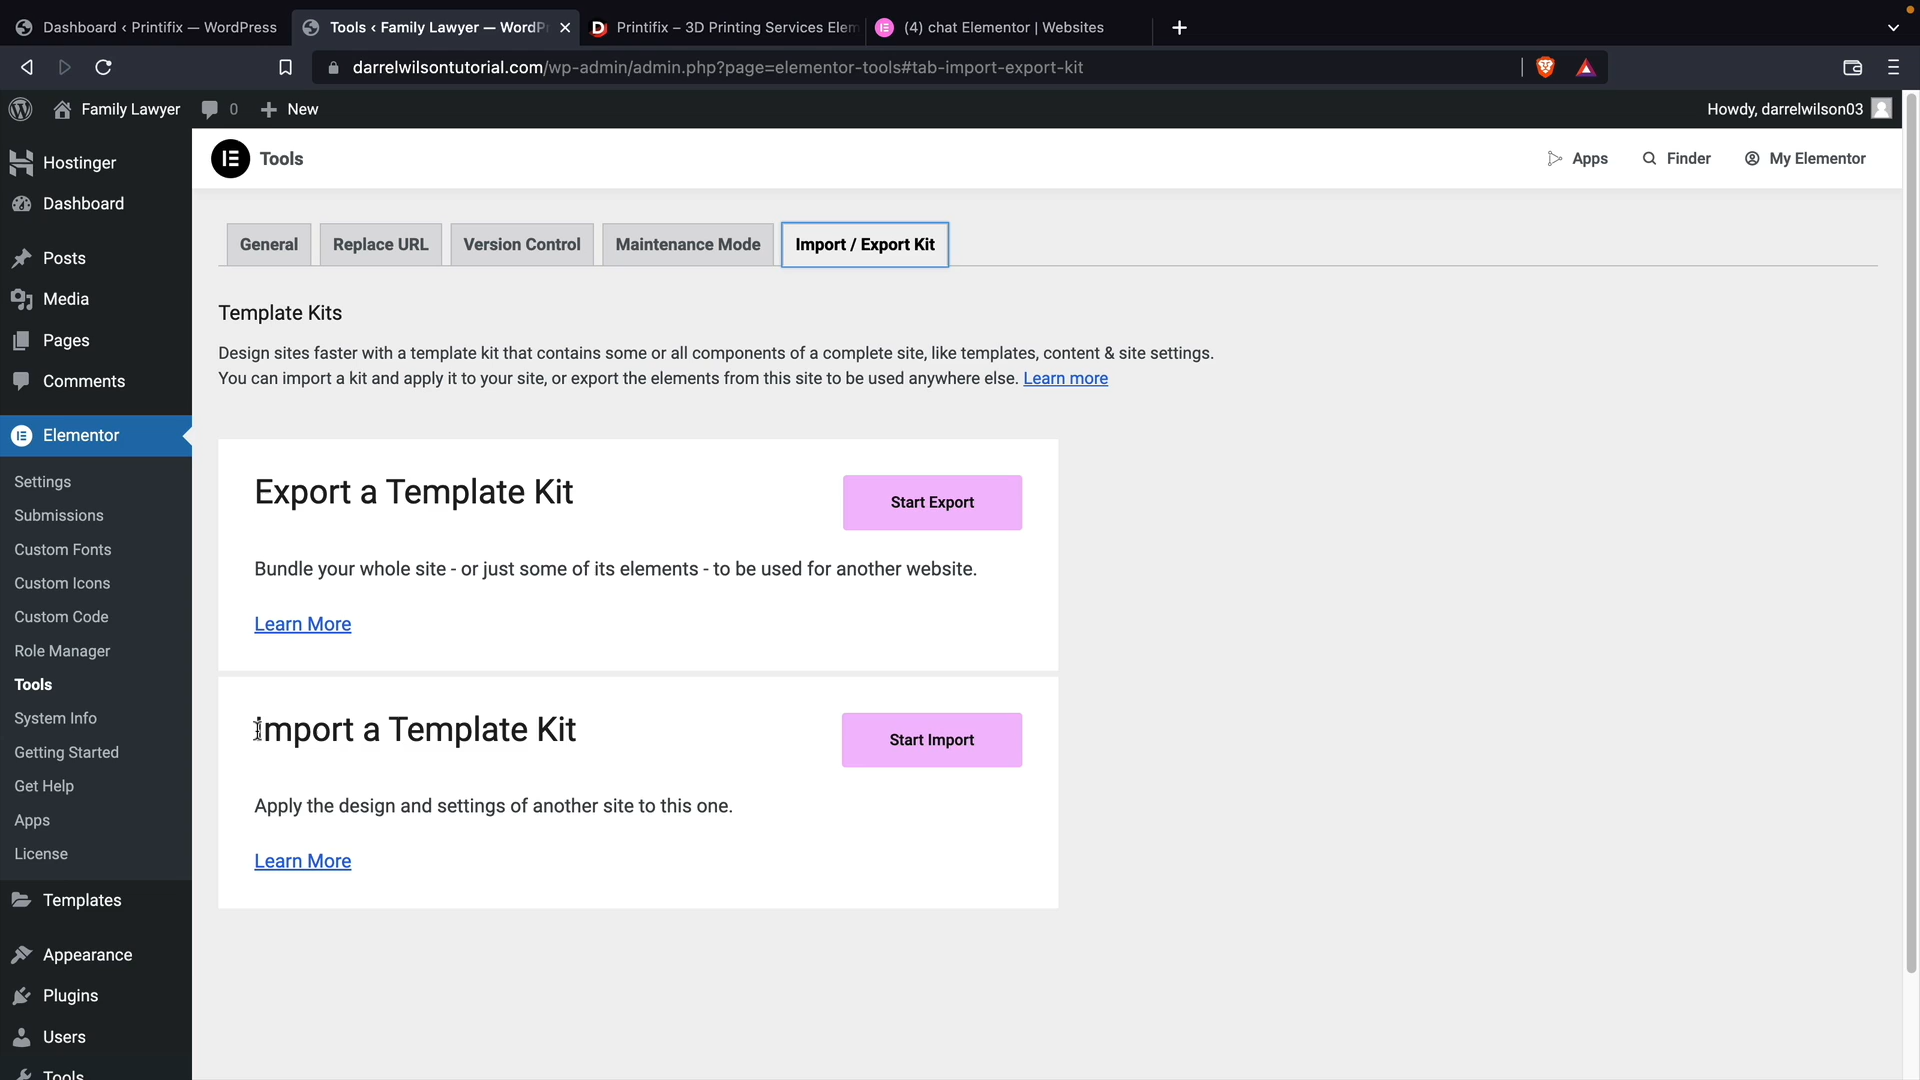 Dashboard ‹ Printifix — WordPress
Tools ‹ Family Lawyer — WordP
Printifix – 3D Printing Services Elem
(4) chat Elementor | Websites
darrelwilsontutorial.com/wp-admin/admin.php?page=elementor-tools#tab-import-export-kit
Family Lawyer
0
New
Howdy, darrelwilson03
Hostinger
Dashboard
Posts
Media
Pages
Comments
Elementor
Settings
Submissions
Custom Fonts
Custom Icons
Custom Code
Role Manager
Tools
System Info
Getting Started
Get Help
Apps
License
Templates
Appearance
Plugins
Users
Tools
Tools
Apps
Finder
My Elementor
General
Replace URL
Version Control
Maintenance Mode
Import / Export Kit
Template Kits
Design sites faster with a template kit that contains some or all components of a complete site, like templates, content & site settings.
You can import a kit and apply it to your site, or export the elements from this site to be used anywhere else. Learn more
Export a Template Kit
Start Export
Bundle your whole site - or just some of its elements - to be used for another website.
Learn More
Import a Template Kit
Start Import
Apply the design and settings of another site to this one.
Learn More